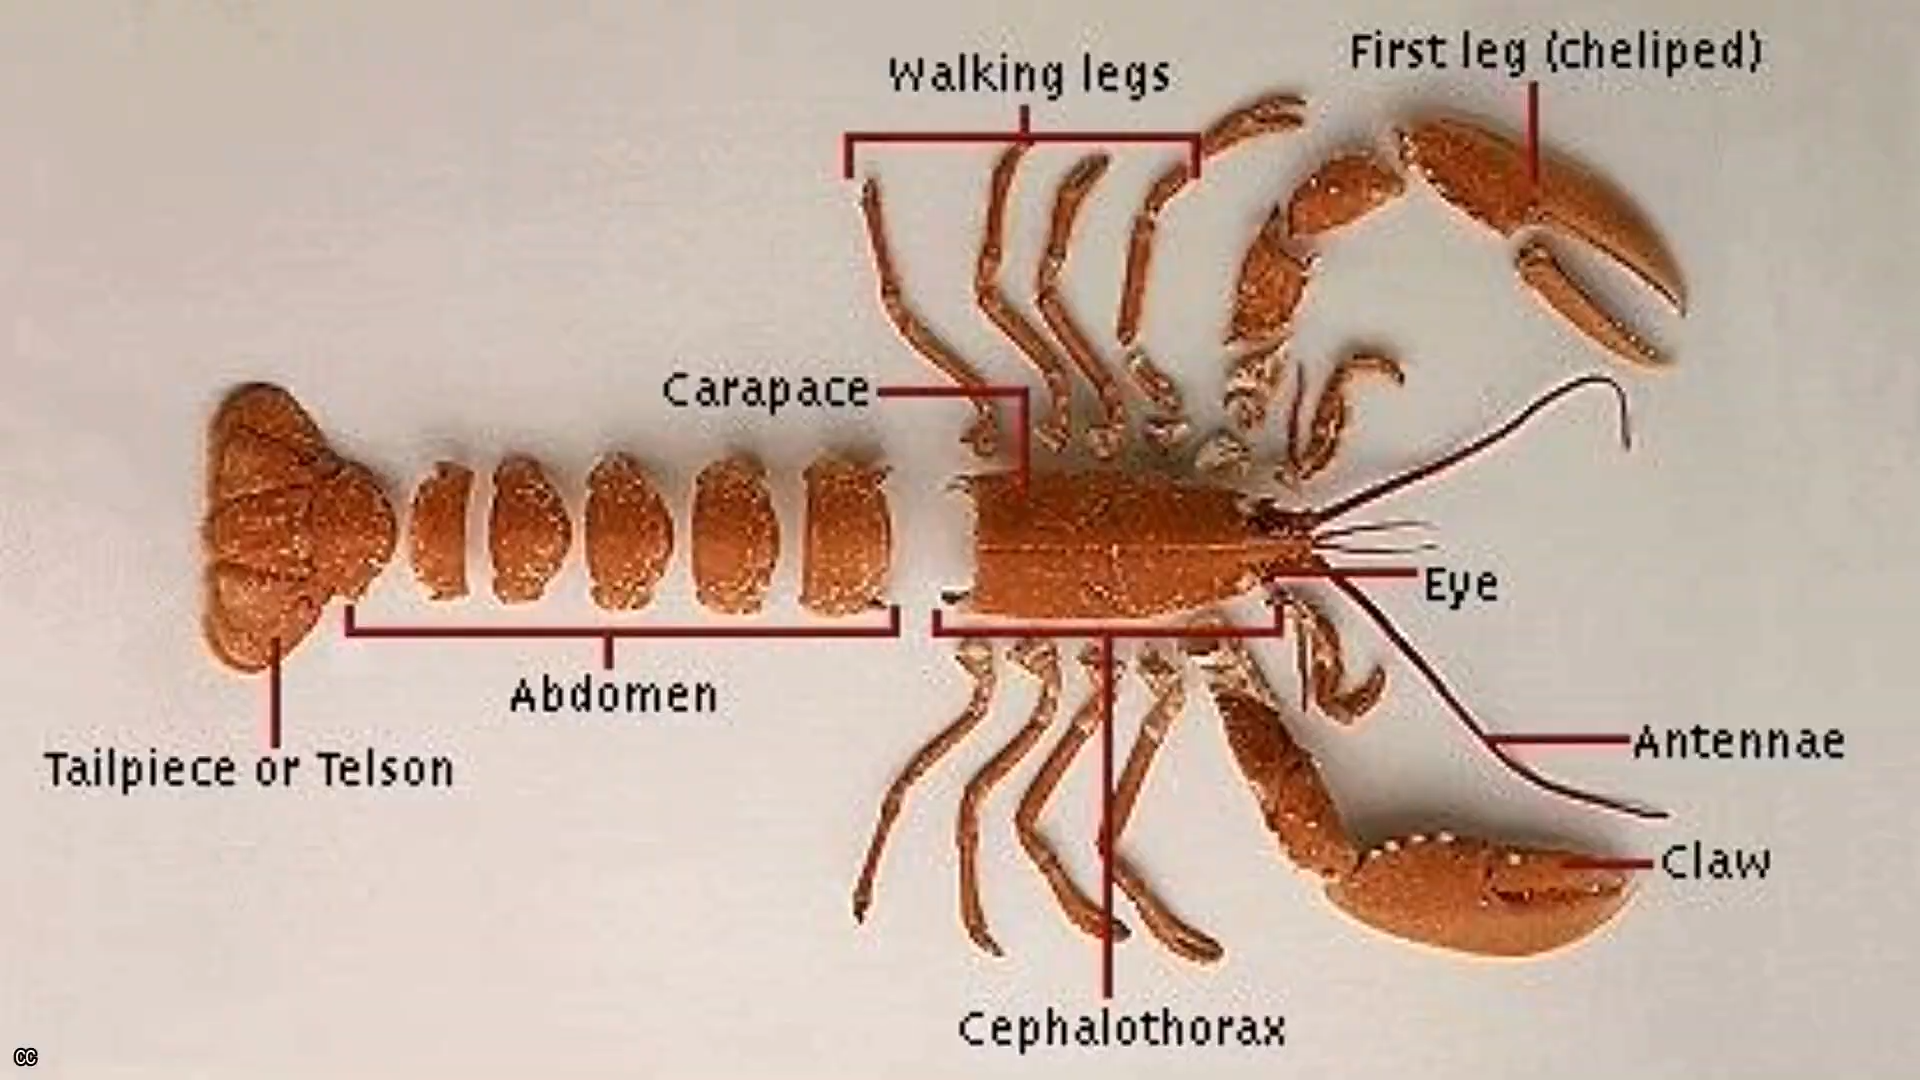 First leg (cheliped)
Walking legs
Carapace
Eye
Abdomen
Antennae
Tailpiece or Telson
Claw
Cephalothorax
CC